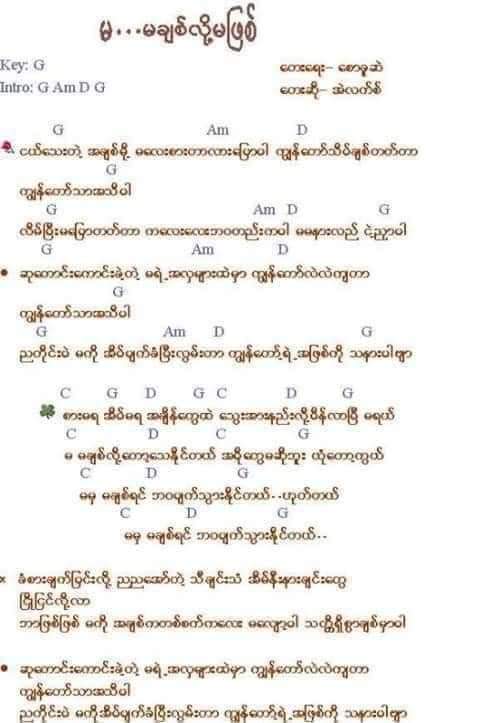 မ...မချစ်လို့မဖြစ်
Key: G
တေးရေး- စောခူဆဲ
Intro: G Am D G
တေးဆို- အဲလက်စ်
G Am D
ငယ်သေးတဲ့ အချစ်မို့ မလေးစားတာလားပြောပါ ကျွန်တော်သိပ်ချစ်တတ်တာ
G
ကျွန်တော်သာအသိပါ
G Am D G
လိမ်ပြီးမပြောတတ်တာ ကလေးလေးဘဝတည်းကပါ မမနားလည် ငဲ့ညှာပါ
G Am D
ဆုတောင်းကောင်းခဲ့တဲ့ မရဲ့အလှများထဲမှာ ကျွန်တော်လဲလဲကျတာ
G
ကျွန်တော်သာအသိပါ
G Am D G
ညတိုင်းပဲ မကို အိပ်မျက်ခံပြီးလွမ်းတာ ကျွန်တော့်ရဲ့အဖြစ်ကို သနားပါဗျာ
C G D G C D G
စားမရ အိပ်မရ အချိန်တွေထဲ သွေးအားနည်းလို့ပိန်လာပြီ မရယ်
C D C G
မ မချစ်လို့တော့သေနိုင်တယ် အပိုတွေမဆိုဘူး ယုံတော့ကွယ်
C D G
မမှ မချစ်ရင် ဘဝပျက်သွားနိုင်တယ်..ဟုတ်တယ်
C D G
မမှ မချစ်ရင် ဘဝပျက်သွားနိုင်တယ်..
× ခံစားချက်ပြင်းလို့ ညညအော်တဲ့ သီချင်းသံ အိမ်နီးနားချင်းတွေ
ငြိုငြင်လို့လာ
ဘာဖြစ်ဖြစ် မကို အချစ်ကတစ်စက်ကလေး မလျော့ပါ သတ္တိရှိစွာချစ်မှာပါ
ဆုတောင်းကောင်းခဲ့တဲ့ မရဲ့အလှများထဲမှာ ကျွန်တော်လဲလဲကျတာ
ကျွန်တော်သာအသိပါ
ညတိုင်းပဲ မကိုအိပ်မျက်ခံပြီးလွမ်းတာ ကျွန်တော့်ရဲ့အဖြစ်ကို သနားပါဗျာ